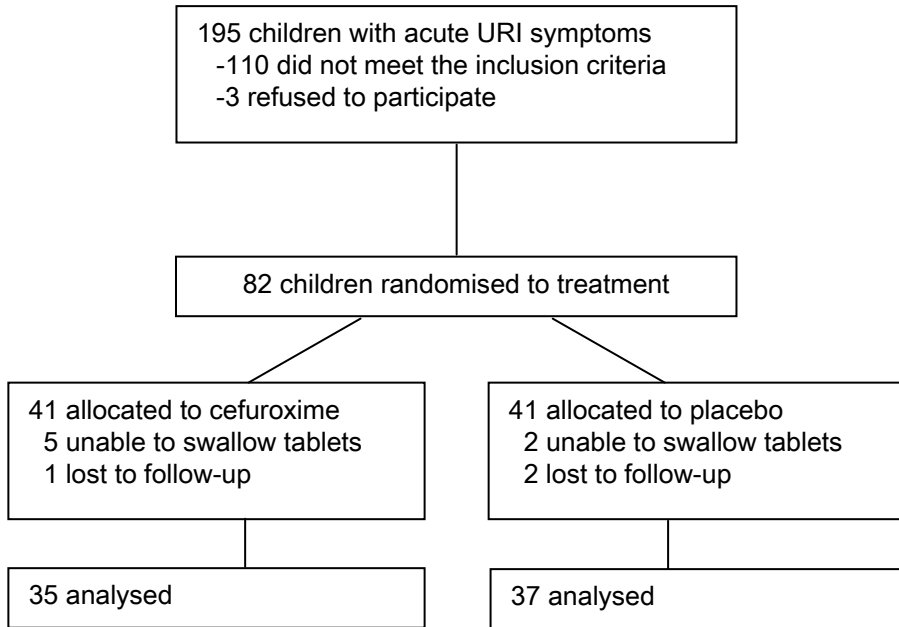 195 children with acute URI symptoms
-110 did not meet the inclusion criteria
-3 refused to participate
82 children randomised to treatment
41 allocated to cefuroxime
5 unable to swallow tablets
1 lost to follow-up
41 allocated to placebo
2 unable to swallow tablets
2 lost to follow-up
35 analysed
37 analysed